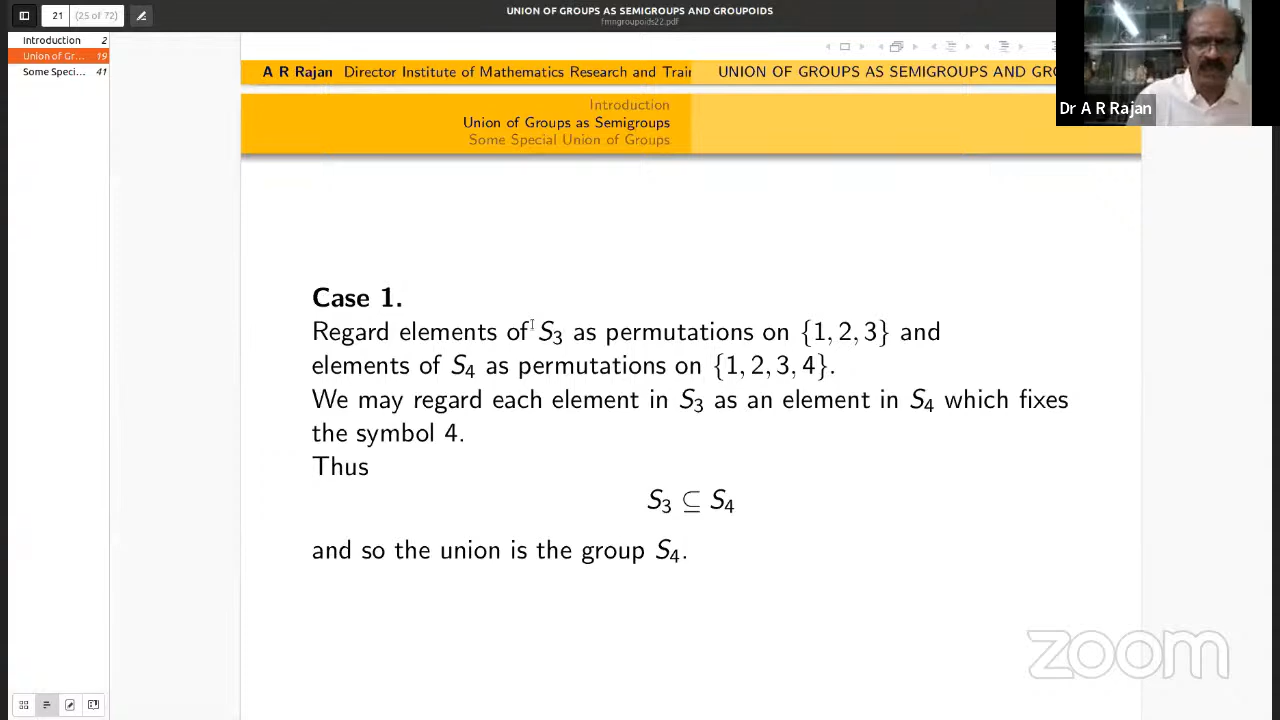 21 (25 of 72)
UNION OF GROUPS AS SEMIGROUPS AND GROUPOIDS
fmngroupoids22.pdf
Introduction 2
Union of Gr... 19
Some Speci... 41
A R Rajan Director Institute of Mathematics Research and Trai UNION OF GROUPS AS SEMIGROUPS AND GRO
Dr A R Rajan
Introduction
Union of Groups as Semigroups
Some Special Union of Groups
Case 1.
Regard elements of S₃ as permutations on {1, 2, 3} and
elements of S₄ as permutations on {1, 2, 3, 4}.
We may regard each element in S₃ as an element in S₄ which fixes
the symbol 4.
Thus
S₃ ⊆ S₄
and so the union is the group S₄.
zoom